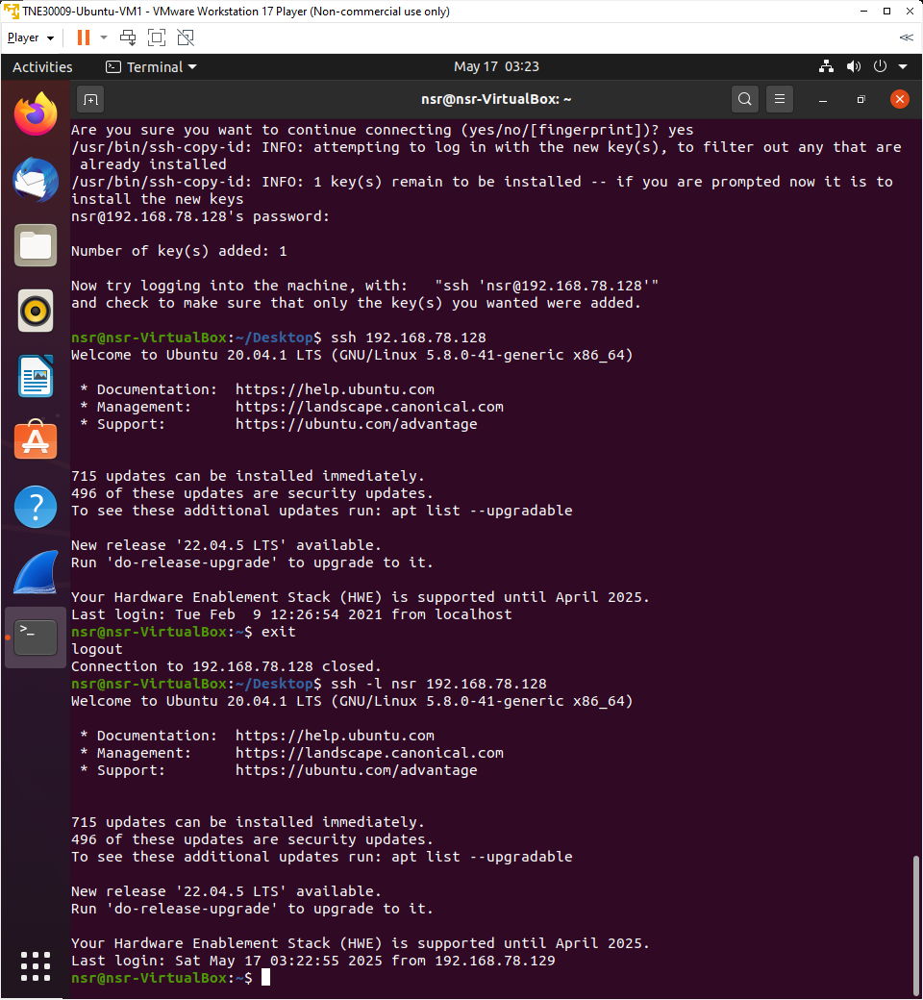 TNE30009-Ubuntu-VM1 - VMware Workstation 17 Player (Non-commercial use only)
Player
Activities
Terminal
May 17 03:23
nsr@nsr-VirtualBox: ~
Are you sure you want to continue connecting (yes/no/[fingerprint])? yes
/usr/bin/ssh-copy-id: INFO: attempting to log in with the new key(s), to filter out any that are
already installed
/usr/bin/ssh-copy-id: INFO: 1 key(s) remain to be installed -- if you are prompted now it is to
install the new keys
nsr@192.168.78.128's password:
Number of key(s) added: 1
Now try logging into the machine, with:   "ssh 'nsr@192.168.78.128'"
and check to make sure that only the key(s) you wanted were added.
nsr@nsr-VirtualBox:~/Desktop$ ssh 192.168.78.128
Welcome to Ubuntu 20.04.1 LTS (GNU/Linux 5.8.0-41-generic x86_64)
* Documentation:  https://help.ubuntu.com
* Management:     https://landscape.canonical.com
* Support:        https://ubuntu.com/advantage
715 updates can be installed immediately.
496 of these updates are security updates.
To see these additional updates run: apt list --upgradable
New release '22.04.5 LTS' available.
Run 'do-release-upgrade' to upgrade to it.
Your Hardware Enablement Stack (HWE) is supported until April 2025.
Last login: Tue Feb  9 12:26:54 2021 from localhost
nsr@nsr-VirtualBox:~$ exit
logout
Connection to 192.168.78.128 closed.
nsr@nsr-VirtualBox:~/Desktop$ ssh -l nsr 192.168.78.128
Welcome to Ubuntu 20.04.1 LTS (GNU/Linux 5.8.0-41-generic x86_64)
* Documentation:  https://help.ubuntu.com
* Management:     https://landscape.canonical.com
* Support:        https://ubuntu.com/advantage
715 updates can be installed immediately.
496 of these updates are security updates.
To see these additional updates run: apt list --upgradable
New release '22.04.5 LTS' available.
Run 'do-release-upgrade' to upgrade to it.
Your Hardware Enablement Stack (HWE) is supported until April 2025.
Last login: Sat May 17 03:22:55 2025 from 192.168.78.129
nsr@nsr-VirtualBox:~$